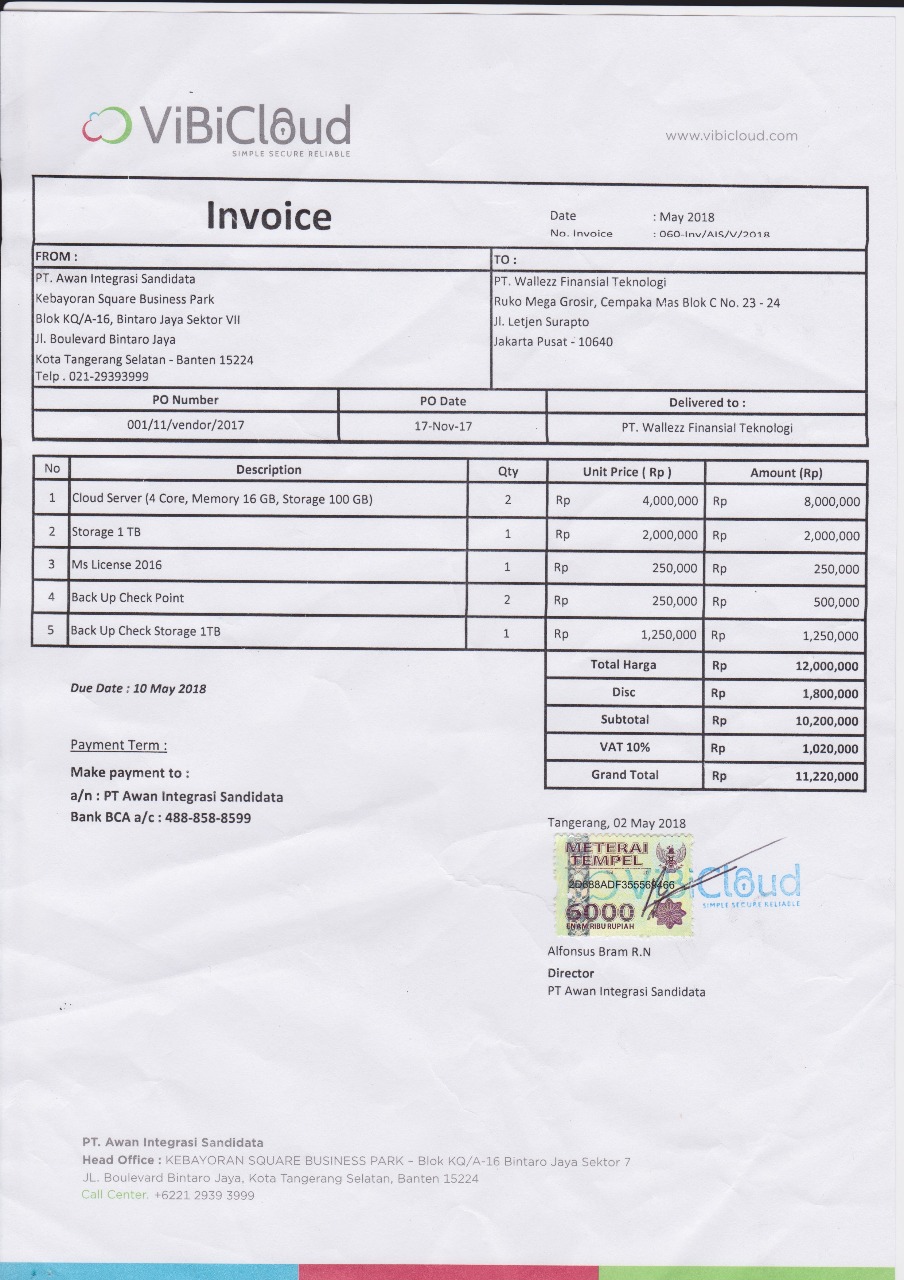 ViBiCloud
SIMPLE SECURE RELIABLE
www.vibicloud.com
Invoice
Date : May 2018
No. Invoice : 060-Inv/AIS/V/2018
FROM :
PT. Awan Integrasi Sandidata
Kebayoran Square Business Park
Blok KQ/A-16, Bintaro Jaya Sektor VII
Jl. Boulevard Bintaro Jaya
Kota Tangerang Selatan - Banten 15224
Telp . 021-29393999
TO :
PT. Wallezz Finansial Teknologi
Ruko Mega Grosir, Cempaka Mas Blok C No. 23 - 24
Jl. Letjen Surapto
Jakarta Pusat - 10640
PO Number PO Date Delivered to :
001/11/vendor/2017 17-Nov-17 PT. Wallezz Finansial Teknologi
No Description Qty Unit Price ( Rp ) Amount (Rp)
1 Cloud Server (4 Core, Memory 16 GB, Storage 100 GB) 2 Rp 4,000,000 Rp 8,000,000
2 Storage 1 TB 1 Rp 2,000,000 Rp 2,000,000
3 Ms License 2016 1 Rp 250,000 Rp 250,000
4 Back Up Check Point 2 Rp 250,000 Rp 500,000
5 Back Up Check Storage 1TB 1 Rp 1,250,000 Rp 1,250,000
Total Harga Rp 12,000,000
Disc Rp 1,800,000
Subtotal Rp 10,200,000
VAT 10% Rp 1,020,000
Grand Total Rp 11,220,000
Due Date : 10 May 2018
Payment Term :
Make payment to :
a/n : PT Awan Integrasi Sandidata
Bank BCA a/c : 488-858-8599
Tangerang, 02 May 2018
METERAI
TEMPEL
6000
ENAM RIBU RUPIAH
ViBiCloud
SIMPLE SECURE RELIABLE
Alfonsus Bram R.N
Director
PT Awan Integrasi Sandidata
PT. Awan Integrasi Sandidata
Head Office : KEBAYORAN SQUARE BUSINESS PARK – Blok KQ/A-16 Bintaro Jaya Sektor 7
JL. Boulevard Bintaro Jaya, Kota Tangerang Selatan, Banten 15224
Call Center. +6221 2939 3999